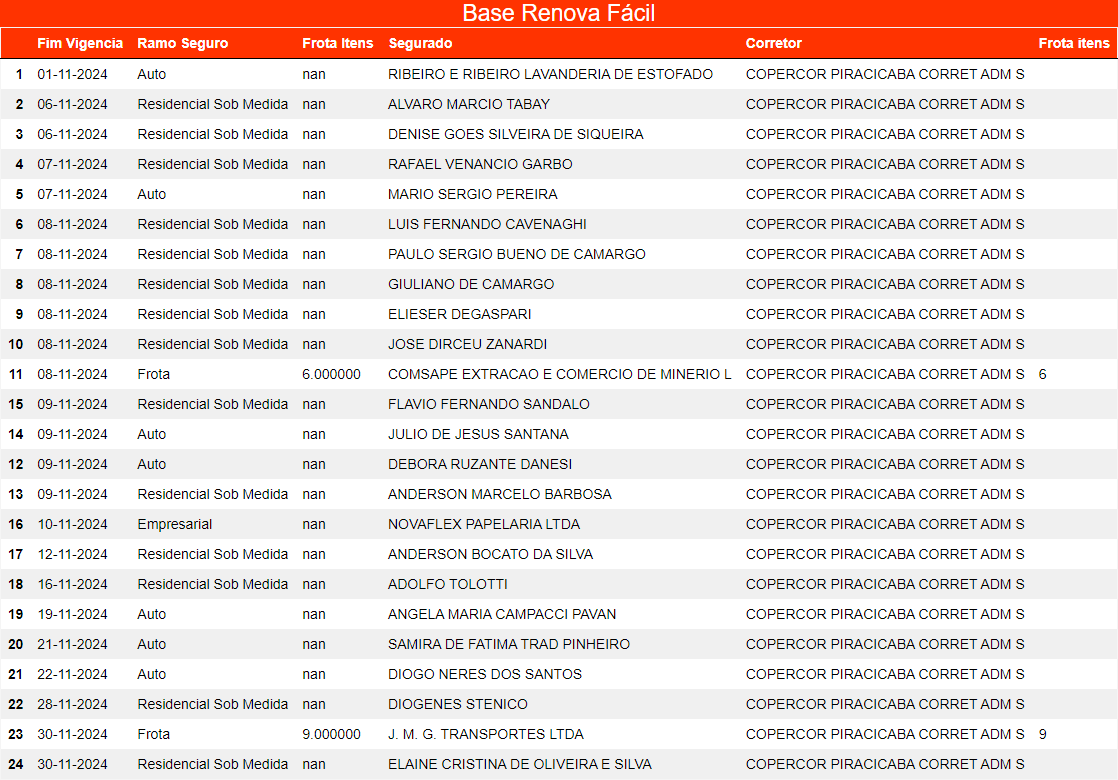 Base Renova Fácil
Fim Vigencia Ramo Seguro Frota Itens Segurado Corretor Frota itens
1 01-11-2024 Auto nan RIBEIRO E RIBEIRO LAVANDERIA DE ESTOFADO COPERCOR PIRACICABA CORRET ADM S
2 06-11-2024 Residencial Sob Medida nan ALVARO MARCIO TABAY COPERCOR PIRACICABA CORRET ADM S
3 06-11-2024 Residencial Sob Medida nan DENISE GOES SILVEIRA DE SIQUEIRA COPERCOR PIRACICABA CORRET ADM S
4 07-11-2024 Residencial Sob Medida nan RAFAEL VENANCIO GARBO COPERCOR PIRACICABA CORRET ADM S
5 07-11-2024 Auto nan MARIO SERGIO PEREIRA COPERCOR PIRACICABA CORRET ADM S
6 08-11-2024 Residencial Sob Medida nan LUIS FERNANDO CAVENAGHI COPERCOR PIRACICABA CORRET ADM S
7 08-11-2024 Residencial Sob Medida nan PAULO SERGIO BUENO DE CAMARGO COPERCOR PIRACICABA CORRET ADM S
8 08-11-2024 Residencial Sob Medida nan GIULIANO DE CAMARGO COPERCOR PIRACICABA CORRET ADM S
9 08-11-2024 Residencial Sob Medida nan ELIESER DEGASPARI COPERCOR PIRACICABA CORRET ADM S
10 08-11-2024 Residencial Sob Medida nan JOSE DIRCEU ZANARDI COPERCOR PIRACICABA CORRET ADM S
11 08-11-2024 Frota 6.000000 COMSAPE EXTRACAO E COMERCIO DE MINERIO L COPERCOR PIRACICABA CORRET ADM S 6
15 09-11-2024 Residencial Sob Medida nan FLAVIO FERNANDO SANDALO COPERCOR PIRACICABA CORRET ADM S
14 09-11-2024 Auto nan JULIO DE JESUS SANTANA COPERCOR PIRACICABA CORRET ADM S
12 09-11-2024 Auto nan DEBORA RUZANTE DANESI COPERCOR PIRACICABA CORRET ADM S
13 09-11-2024 Residencial Sob Medida nan ANDERSON MARCELO BARBOSA COPERCOR PIRACICABA CORRET ADM S
16 10-11-2024 Empresarial nan NOVAFLEX PAPELARIA LTDA COPERCOR PIRACICABA CORRET ADM S
17 12-11-2024 Residencial Sob Medida nan ANDERSON BOCATO DA SILVA COPERCOR PIRACICABA CORRET ADM S
18 16-11-2024 Residencial Sob Medida nan ADOLFO TOLOTTI COPERCOR PIRACICABA CORRET ADM S
19 19-11-2024 Auto nan ANGELA MARIA CAMPACCI PAVAN COPERCOR PIRACICABA CORRET ADM S
20 21-11-2024 Auto nan SAMIRA DE FATIMA TRAD PINHEIRO COPERCOR PIRACICABA CORRET ADM S
21 22-11-2024 Auto nan DIOGO NERES DOS SANTOS COPERCOR PIRACICABA CORRET ADM S
22 28-11-2024 Residencial Sob Medida nan DIOGENES STENICO COPERCOR PIRACICABA CORRET ADM S
23 30-11-2024 Frota 9.000000 J. M. G. TRANSPORTES LTDA COPERCOR PIRACICABA CORRET ADM S 9
24 30-11-2024 Residencial Sob Medida nan ELAINE CRISTINA DE OLIVEIRA E SILVA COPERCOR PIRACICABA CORRET ADM S